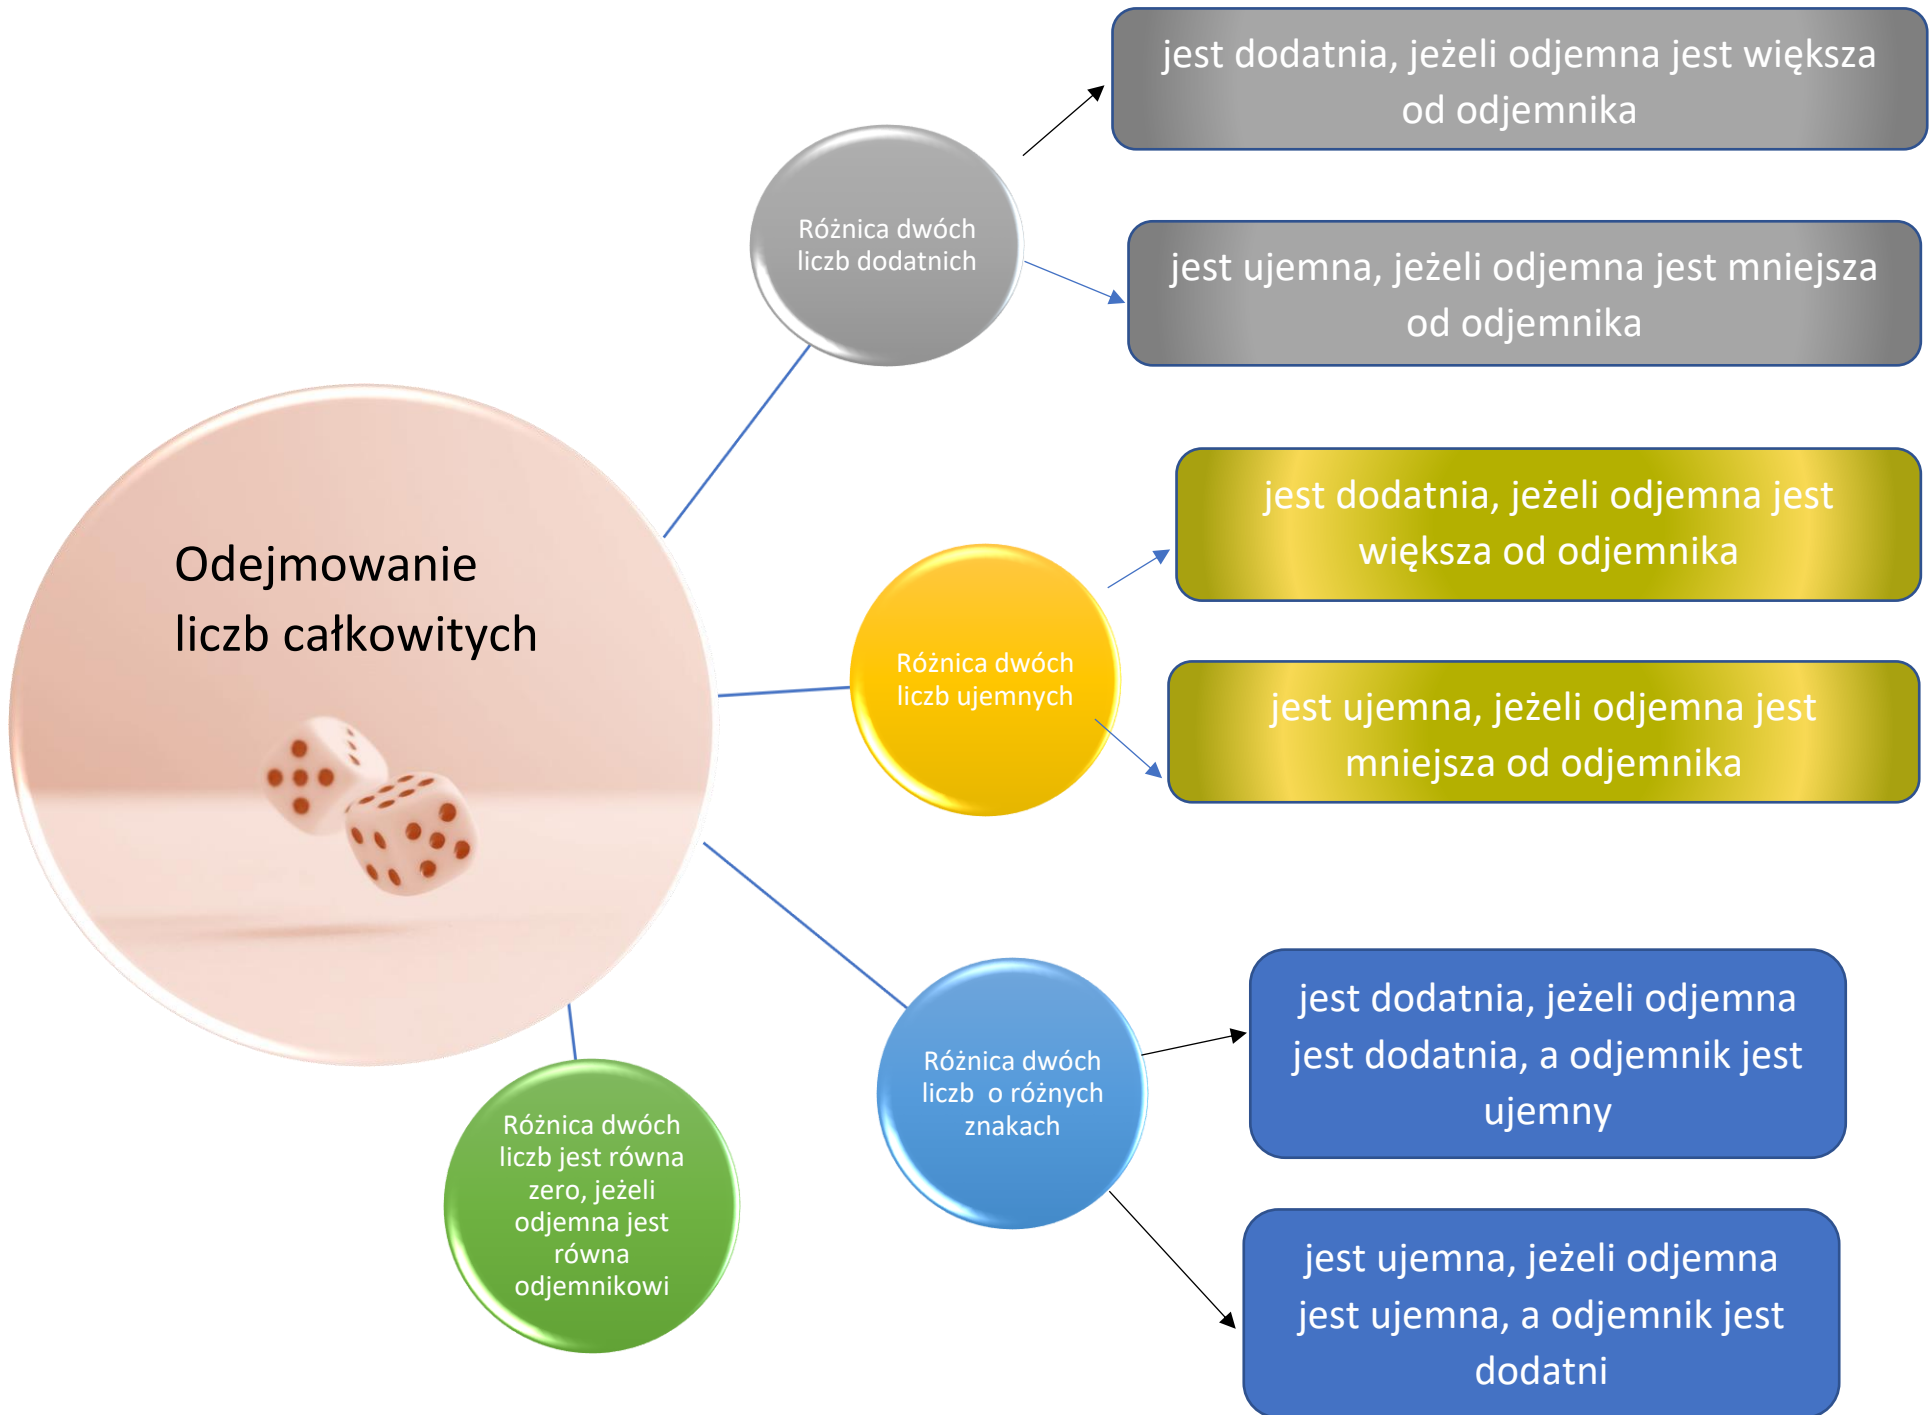 Odejmowanie
liczb całkowitych
Różnica dwóch
liczb dodatnich
jest dodatnia, jeżeli odjemna jest większa
od odjemnika
jest ujemna, jeżeli odjemna jest mniejsza
od odjemnika
Różnica dwóch
liczb ujemnych
jest dodatnia, jeżeli odjemna jest
większa od odjemnika
jest ujemna, jeżeli odjemna jest
mniejsza od odjemnika
Różnica dwóch
liczb o różnych
znakach
jest dodatnia, jeżeli odjemna
jest dodatnia, a odjemnik jest
ujemny
jest ujemna, jeżeli odjemna
jest ujemna, a odjemnik jest
dodatni
Różnica dwóch
liczb jest równa
zero, jeżeli
odjemna jest
równa
odjemnikowi